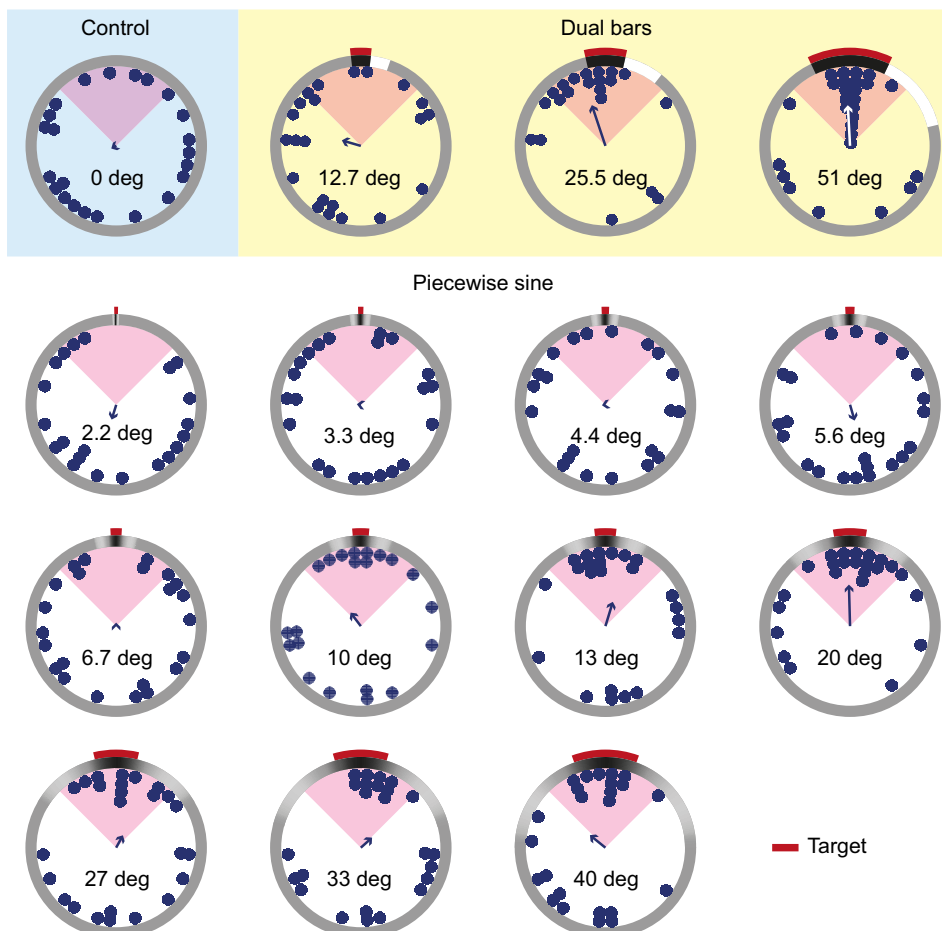 Control
Dual bars
0 deg
12.7 deg
25.5 deg
51 deg
Piecewise sine
2.2 deg
3.3 deg
4.4 deg
5.6 deg
6.7 deg
10 deg
13 deg
20 deg
27 deg
33 deg
40 deg
Target